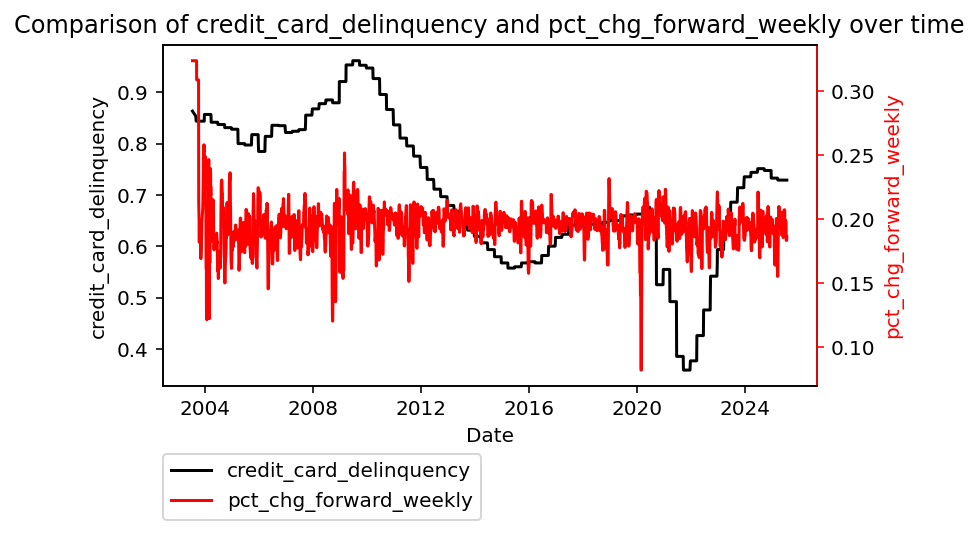 Comparison of credit_card_delinquency and pct_chg_forward_weekly over time
credit_card_delinquency
0.9
0.8
0.7
0.6
0.5
0.4
0.30
0.25
0.20
0.15
0.10
pct_chg_forward_weekly
2004 2008 2012 2016 2020 2024
Date
credit_card_delinquency
pct_chg_forward_weekly